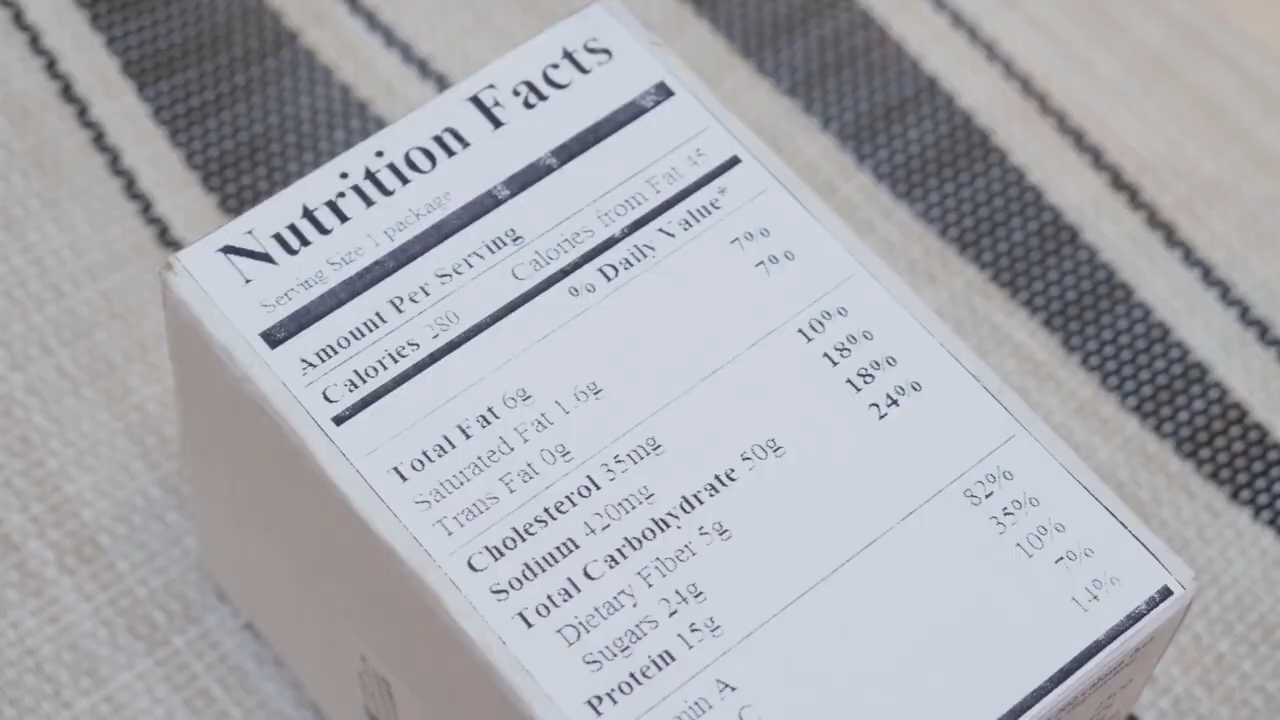 Nutrition Facts
Serving Size 1 package
Amount Per Serving
Calories 280 Calories from Fat 45
% Daily Value*
Total Fat 6g 7%
Saturated Fat 1.6g 7%
Trans Fat 0g
Cholesterol 35mg 10%
Sodium 420mg 18%
Total Carbohydrate 50g 18%
Dietary Fiber 5g 24%
Sugars 24g
Protein 15g
82%
35%
10%
7%
14%